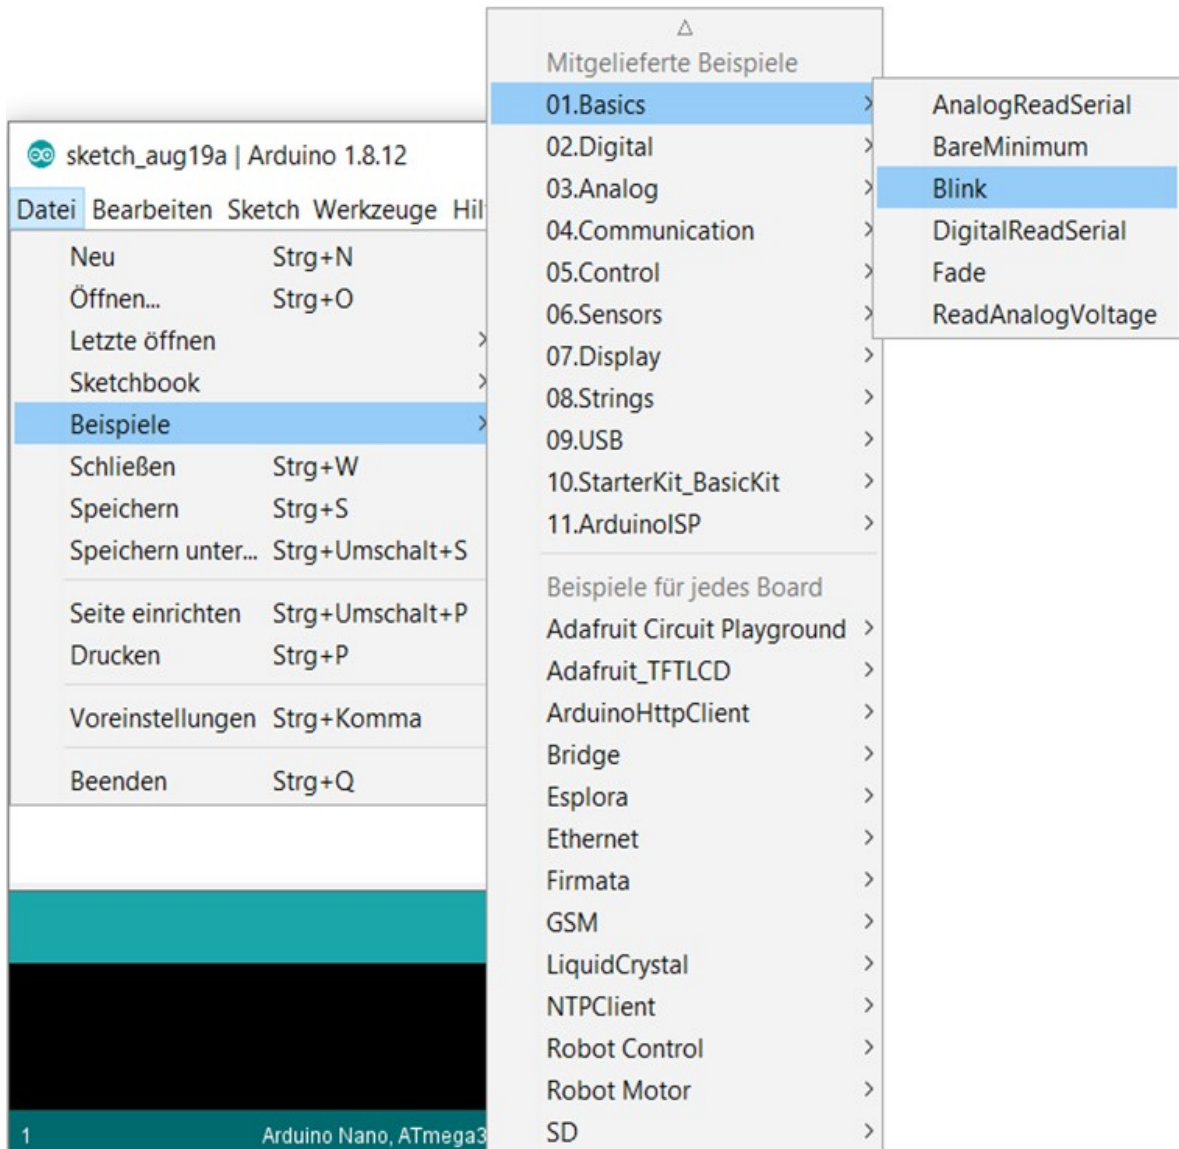 sketch_aug19a | Arduino 1.8.12
Datei Bearbeiten Sketch Werkzeuge
Neu Strg+N
Öffnen... Strg+O
Letzte öffnen
Sketchbook
Beispiele
Schließen Strg+W
Speichern Strg+S
Speichern unter... Strg+Umschalt+S
Seite einrichten Strg+Umschalt+P
Drucken Strg+P
Voreinstellungen Strg+Komma
Beenden Strg+Q
1 Arduino Nano, ATmega3
Mitgelieferte Beispiele
01.Basics
02.Digital
03.Analog
04.Communication
05.Control
06.Sensors
07.Display
08.Strings
09.USB
10.StarterKit_BasicKit
11.ArduinoISP
Beispiele für jedes Board
Adafruit Circuit Playground
Adafruit_TFTLCD
ArduinoHttpClient
Bridge
Esplora
Ethernet
Firmata
GSM
LiquidCrystal
NTPClient
Robot Control
Robot Motor
SD
AnalogReadSerial
BareMinimum
Blink
DigitalReadSerial
Fade
ReadAnalogVoltage